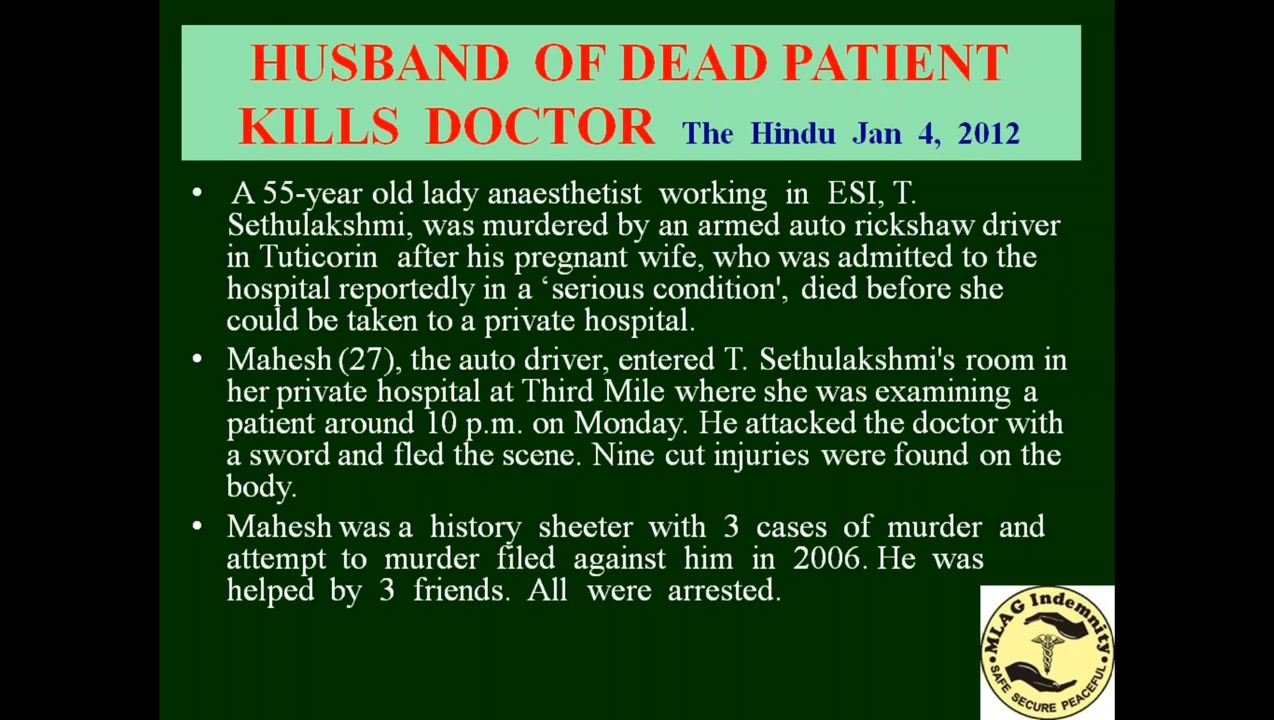 HUSBAND OF DEAD PATIENT
KILLS DOCTOR The Hindu Jan 4, 2012
• A 55-year old lady anaesthetist working in ESI, T.
Sethulakshmi, was murdered by an armed auto rickshaw driver
in Tuticorin after his pregnant wife, who was admitted to the
hospital reportedly in a ‘serious condition', died before she
could be taken to a private hospital.
• Mahesh (27), the auto driver, entered T. Sethulakshmi's room in
her private hospital at Third Mile where she was examining a
patient around 10 p.m. on Monday. He attacked the doctor with
a sword and fled the scene. Nine cut injuries were found on the
body.
• Mahesh was a history sheeter with 3 cases of murder and
attempt to murder filed against him in 2006. He was
helped by 3 friends. All were arrested.
MLAG Indemnity
SAFE SECURE PEACEFUL